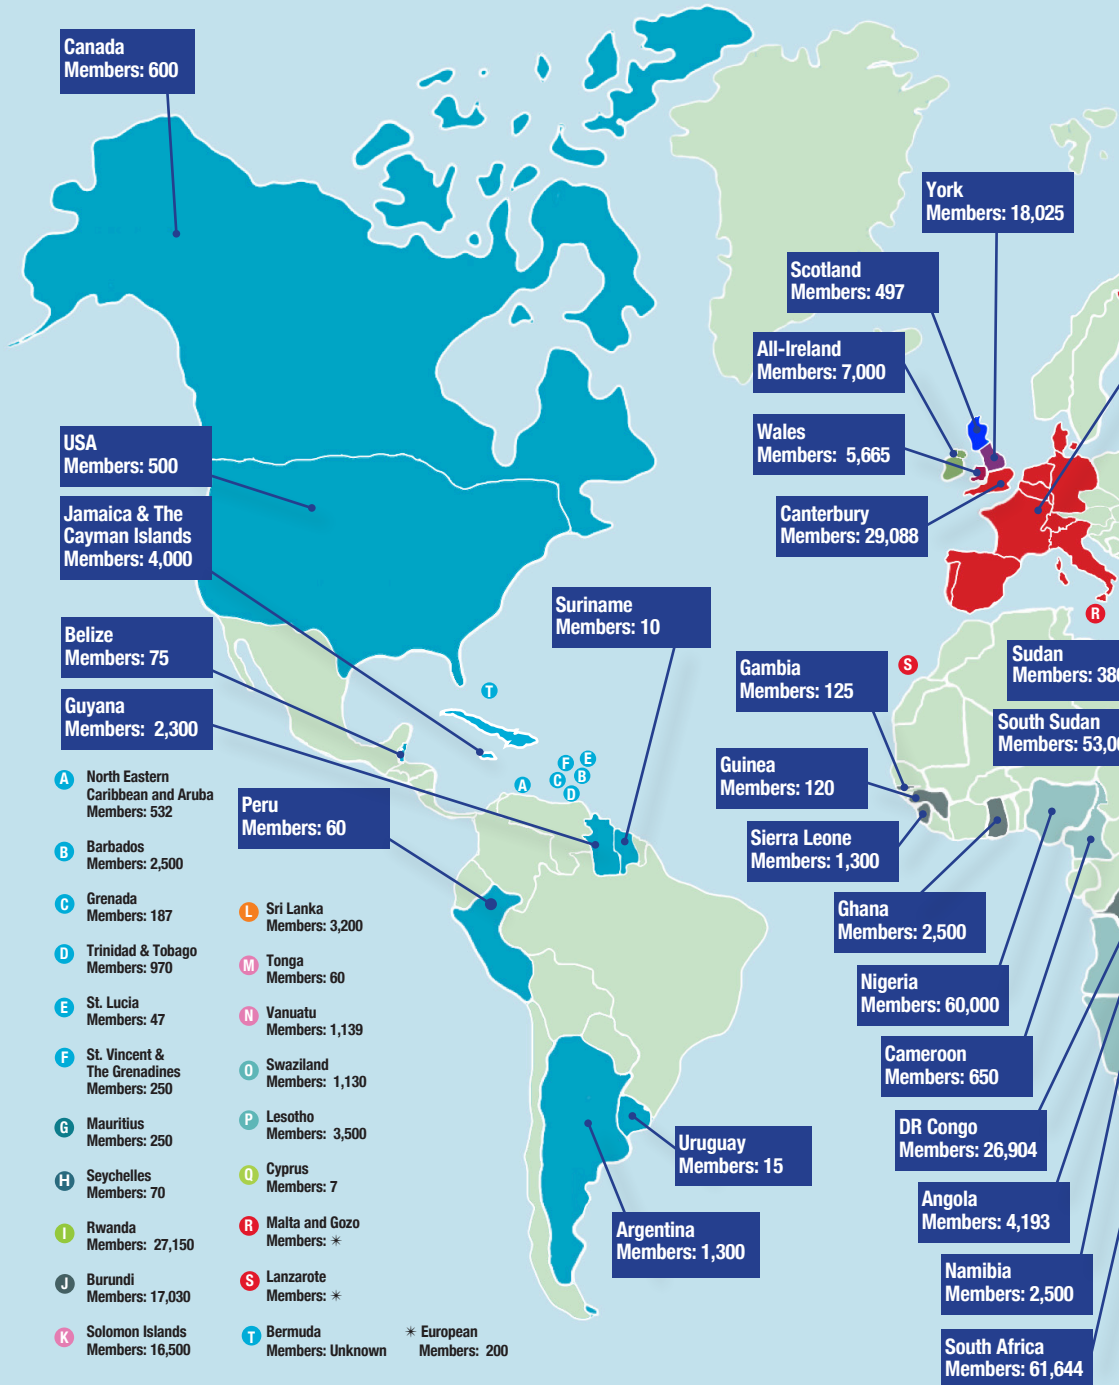 Canada
Members: 600
York
Members: 18,025
Scotland
Members: 497
All-Ireland
Members: 7,000
Wales
Members: 5,665
USA
Members: 500
Canterbury
Members: 29,088
Jamaica & The
Cayman Islands
Members: 4,000
Suriname
Members: 10
Belize
Members: 75
Guyana
Members: 2,300
Gambia
Members: 125
Sudan
Members: 380
South Sudan
Members: 53,00
Guinea
Members: 120
Peru
Members: 60
Sierra Leone
Members: 1,300
Ghana
Members: 2,500
Nigeria
Members: 60,000
Cameroon
Members: 650
DR Congo
Members: 26,904
Angola
Members: 4,193
Namibia
Members: 2,500
South Africa
Members: 61,644
Uruguay
Members: 15
Argentina
Members: 1,300
R
S
T
F
E
A
C
B
D
A North Eastern
Caribbean and Aruba
Members: 532
B Barbados
Members: 2,500
C Grenada
Members: 187
D Trinidad & Tobago
Members: 970
E St. Lucia
Members: 47
F St. Vincent &
The Grenadines
Members: 250
G Mauritius
Members: 250
H Seychelles
Members: 70
I Rwanda
Members: 27,150
J Burundi
Members: 17,030
K Solomon Islands
Members: 16,500
L Sri Lanka
Members: 3,200
M Tonga
Members: 60
N Vanuatu
Members: 1,139
O Swaziland
Members: 1,130
P Lesotho
Members: 3,500
Q Cyprus
Members: 7
R Malta and Gozo
Members: ✴
S Lanzarote
Members: ✴
T Bermuda
Members: Unknown
✴ European
Members: 200